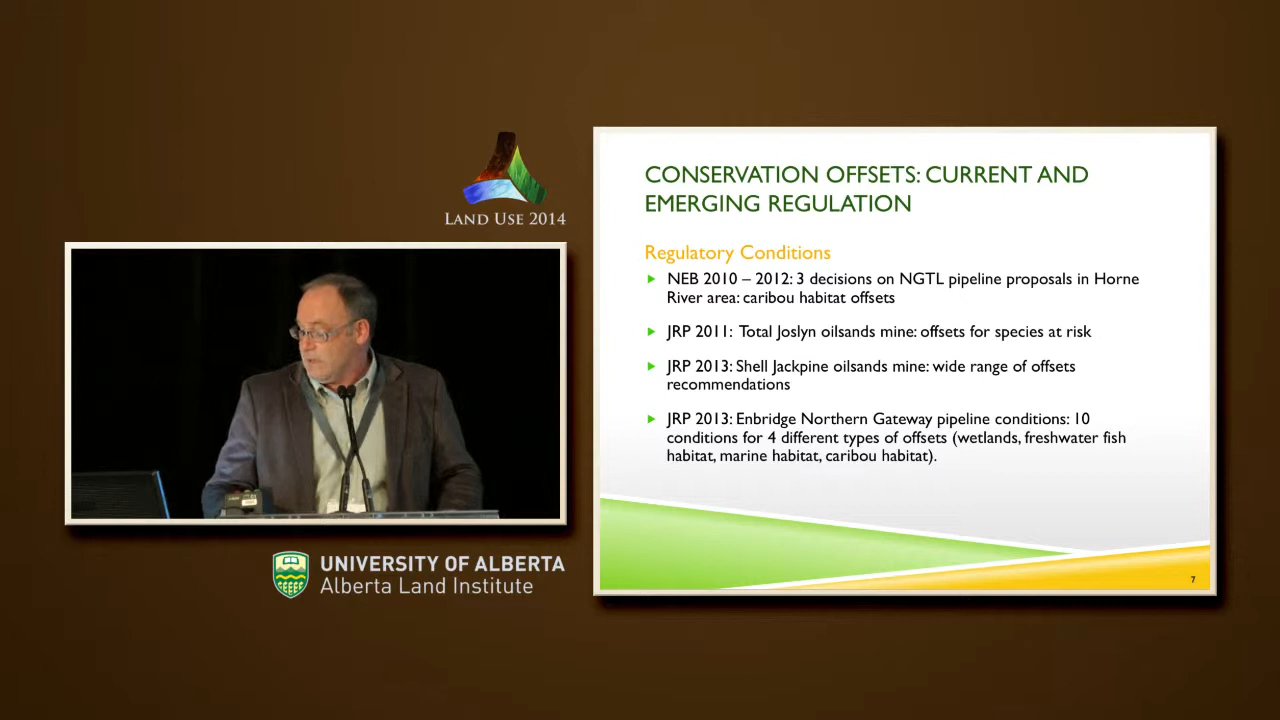 LAND USE 2014
UNIVERSITY OF ALBERTA
Alberta Land Institute
CONSERVATION OFFSETS: CURRENT AND
EMERGING REGULATION
Regulatory Conditions
NEB 2010 – 2012: 3 decisions on NGTL pipeline proposals in Horne
River area: caribou habitat offsets
JRP 2011: Total Joslyn oilsands mine: offsets for species at risk
JRP 2013: Shell Jackpine oilsands mine: wide range of offsets
recommendations
JRP 2013: Enbridge Northern Gateway pipeline conditions: 10
conditions for 4 different types of offsets (wetlands, freshwater fish
habitat, marine habitat, caribou habitat).
7